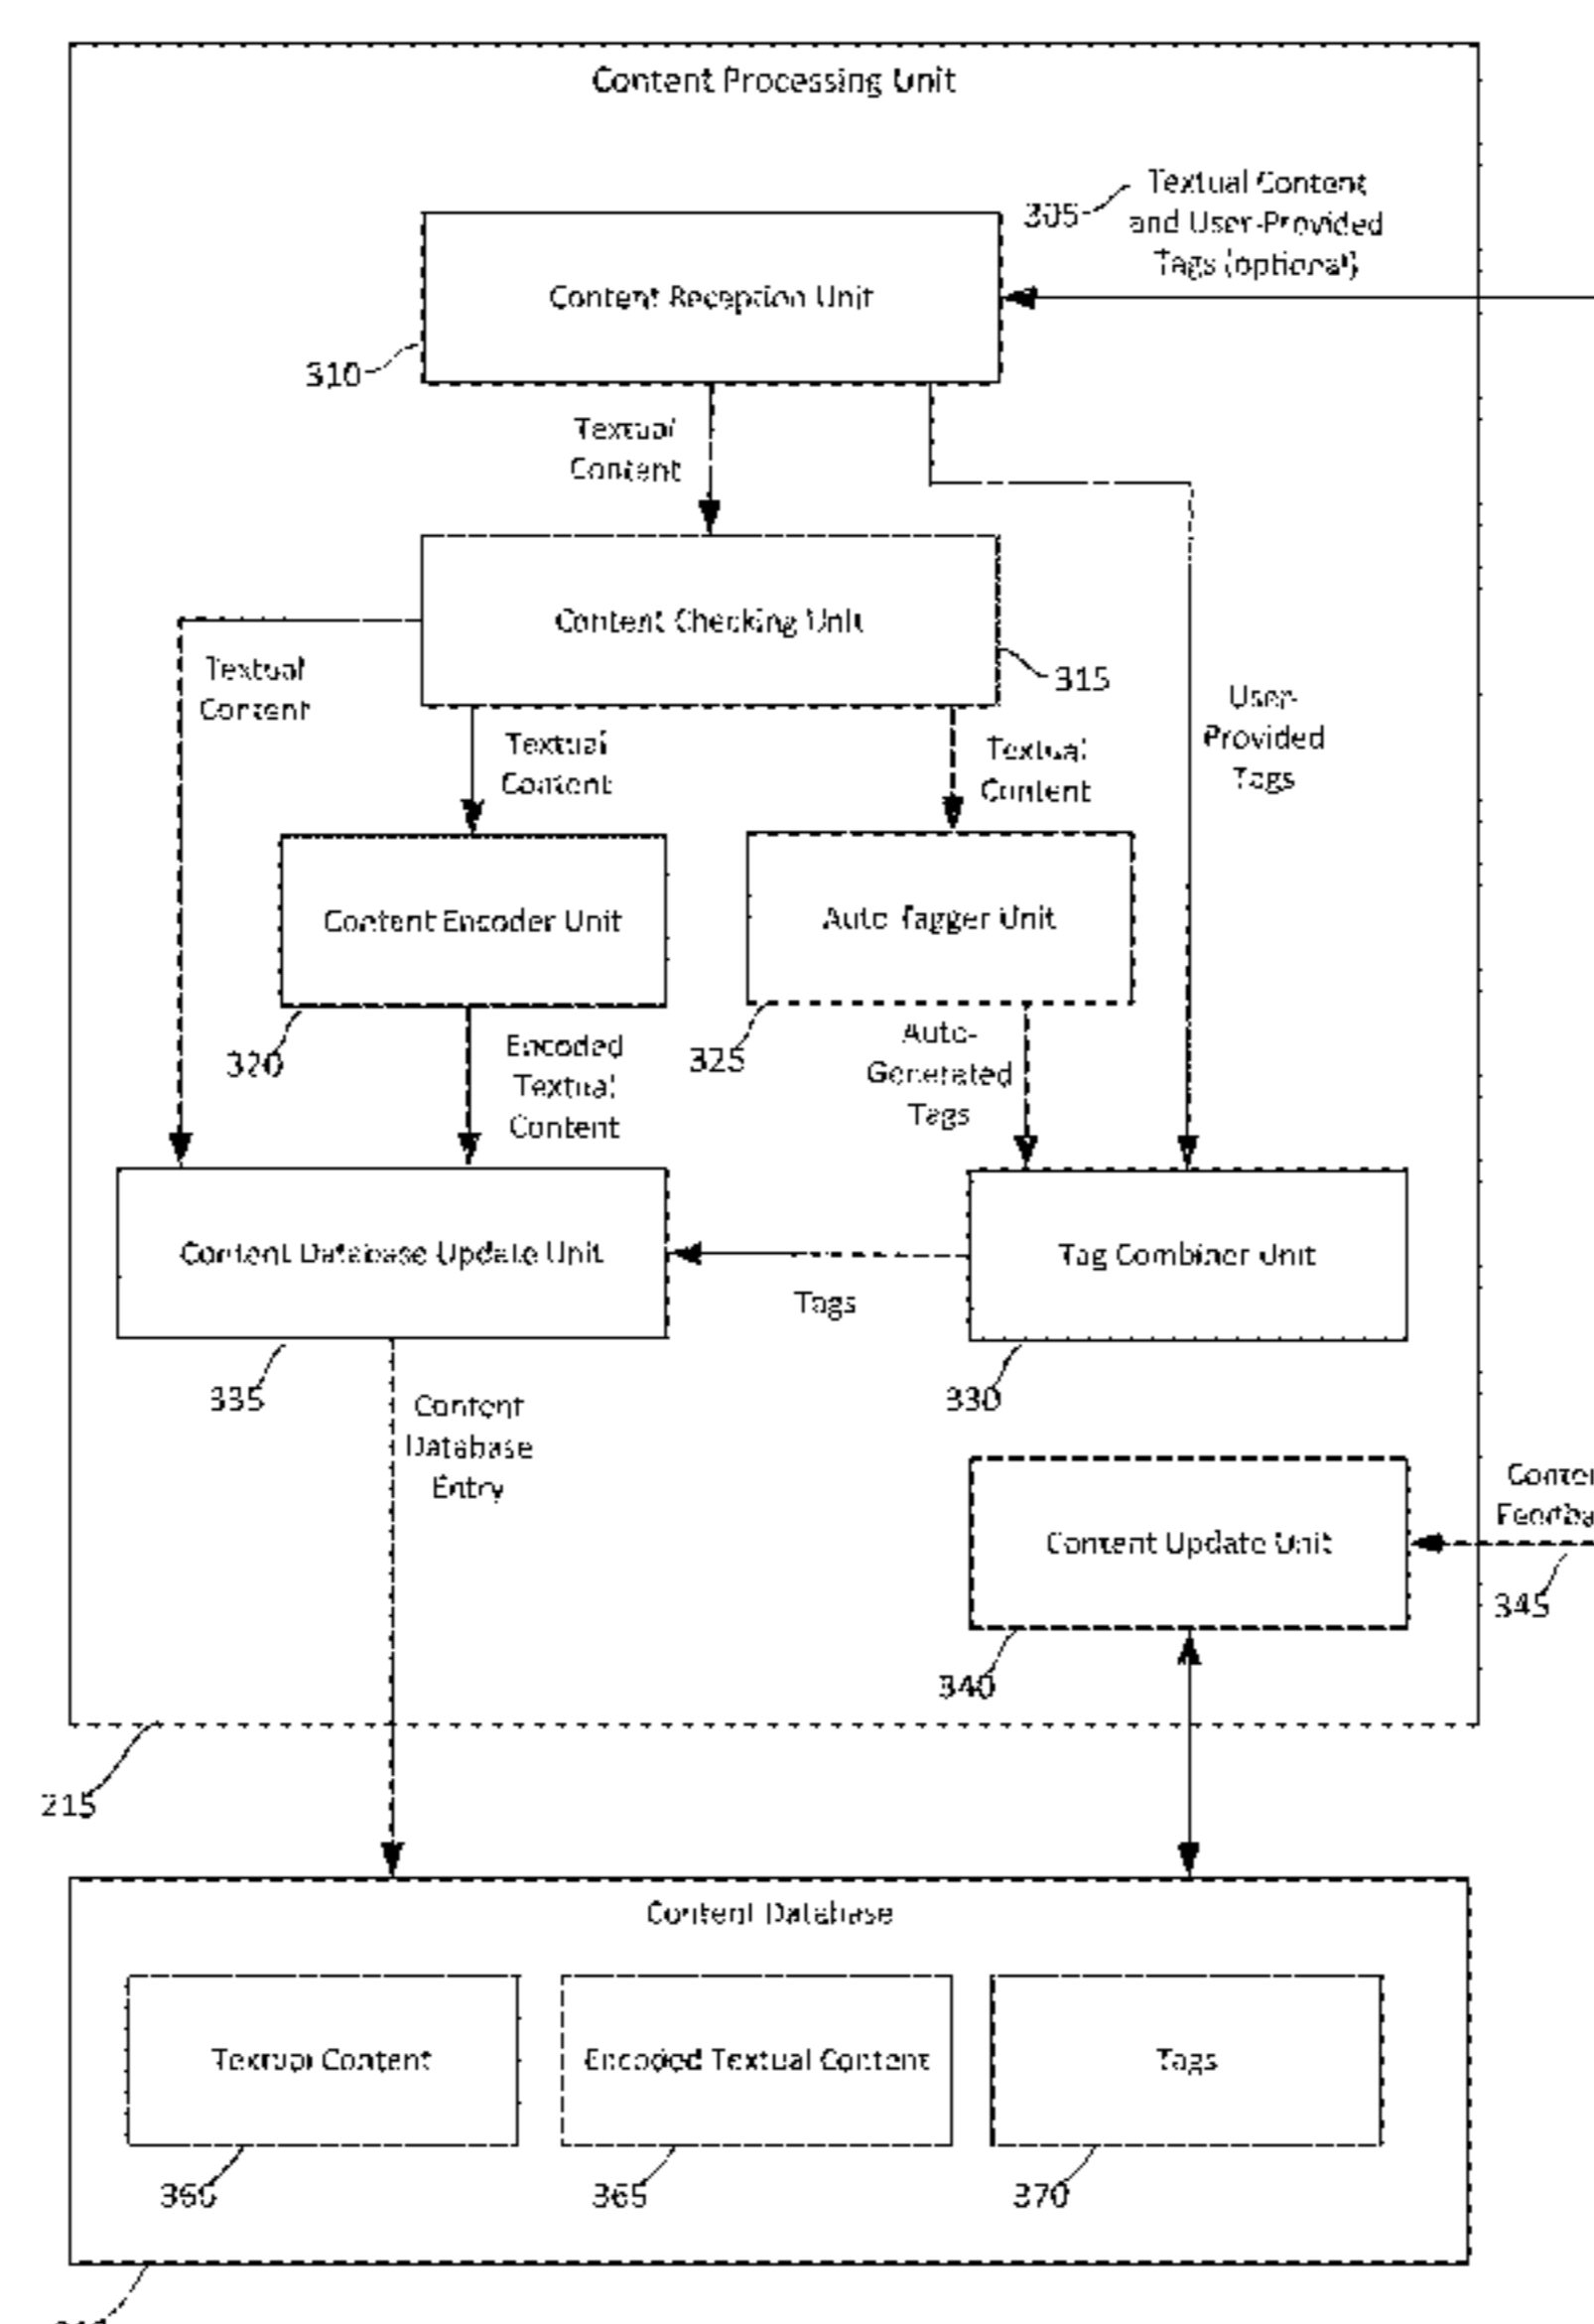 Content Processing Unit
305
Textual Content
and User-Provided
Tags (optional)
Content Reception Unit
310
Textual
Content
Content Checking Unit
315
Textual
Content
Textual
Content
Textual
Content
User-
Provided
Tags
Content Encoder Unit
Auto Tagger Unit
320
Encoded
Textual
Content
325
Auto-
Generated
Tags
Content Database Update Unit
Tags
Tag Combiner Unit
335
330
Content
Database
Entry
Content Update Unit
345
340
215
Content Database
Textual Content
Encoded Textual Content
Tags
360
365
370